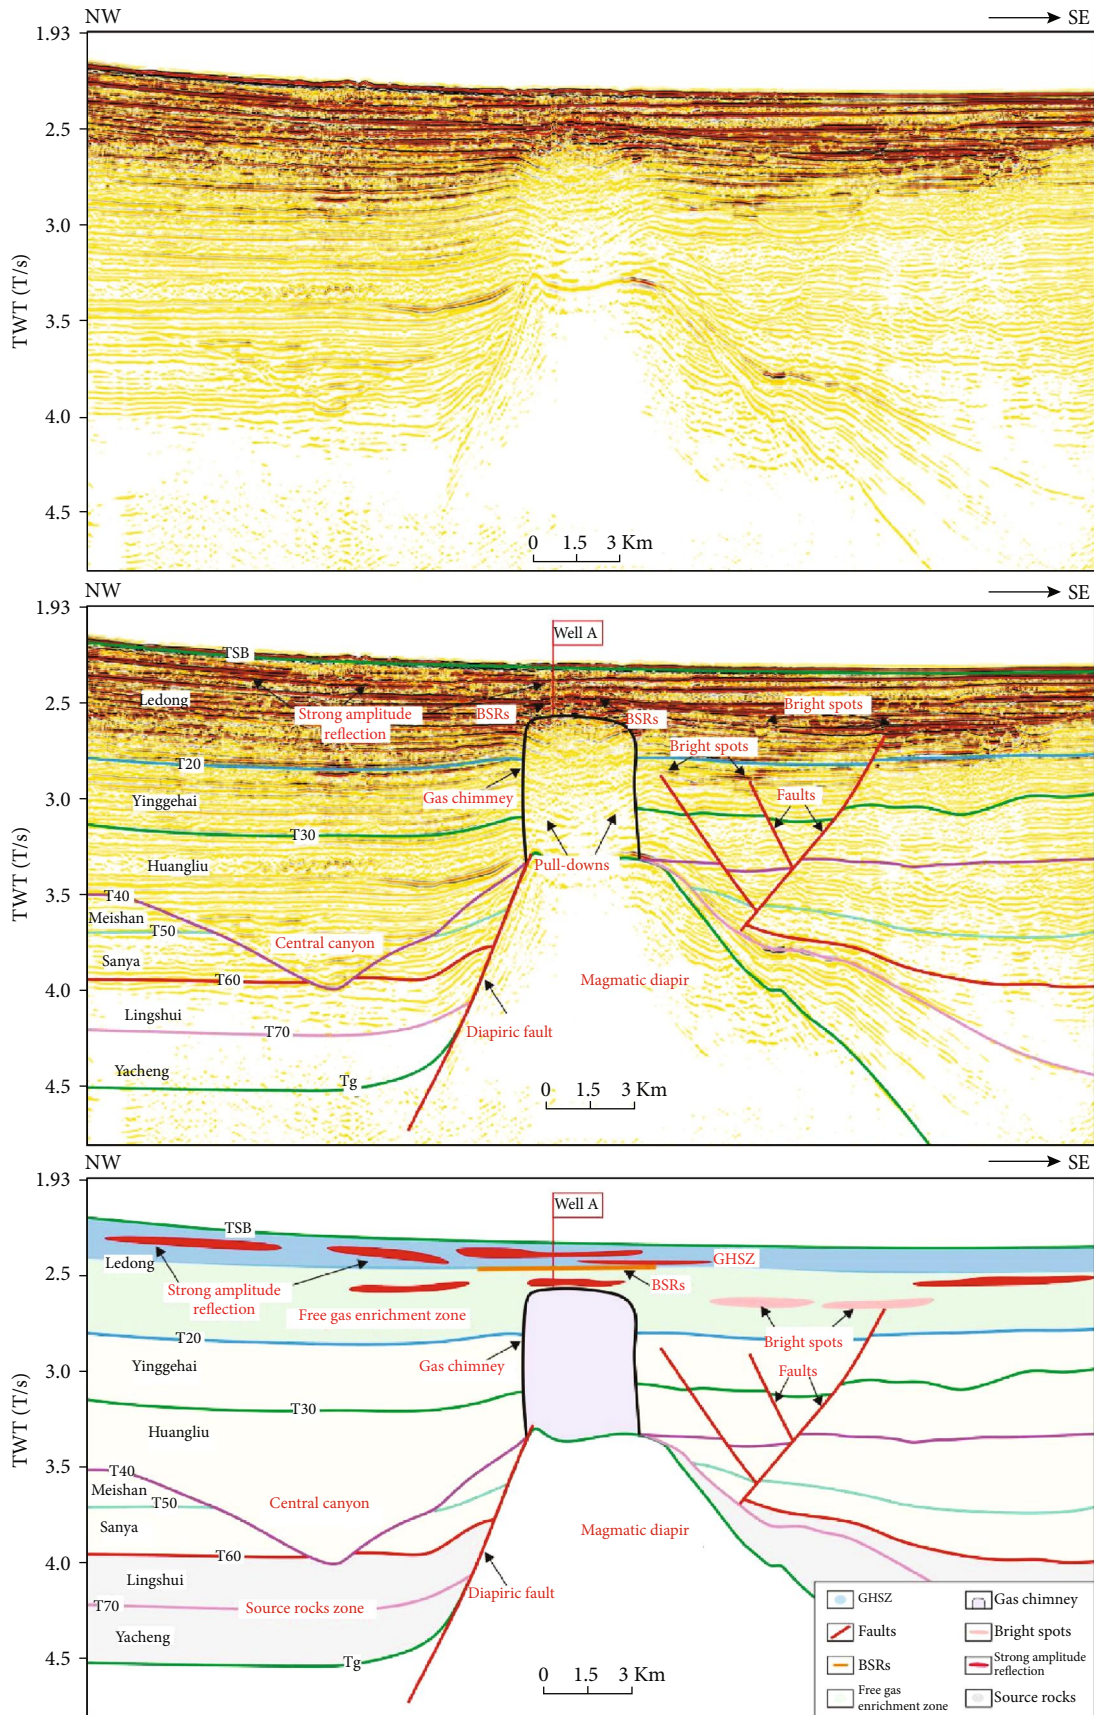 NW
SE
1.93
2.5
3.0
3.5
4.0
4.5
TWT (T/s)
0 1.5 3 Km
NW
SE
1.93
2.5
3.0
3.5
4.0
4.5
TWT (T/s)
Well A
TSB
Ledong
Strong amplitude
reflection
BSRs
BSRs
Bright spots
Bright spots
T20
Yinggehai
Gas chimmey
Faults
T30
Huangliu
Pull-downs
T40
Meishan
T50
Central canyon
Sanya
T60
Magmatic diapir
Lingshui
T70
Diapiric fault
Yacheng
Tg
0 1.5 3 Km
NW
SE
1.93
2.5
3.0
3.5
4.0
4.5
TWT (T/s)
Well A
TSB
Ledong
GHSZ
Strong amplitude
reflection
BSRs
Free gas enrichment zone
T20
Bright spots
Yinggehai
Gas chimney
Faults
T30
Huangliu
T40
Meishan
T50
Central canyon
Sanya
T60
Magmatic diapir
Lingshui
Diapiric fault
T70
Source rocks zone
Yacheng
Tg
0 1.5 3 Km
GHSZ
Gas chimney
Faults
Bright spots
BSRs
Strong amplitude
reflection
Free gas
enrichment zone
Source rocks